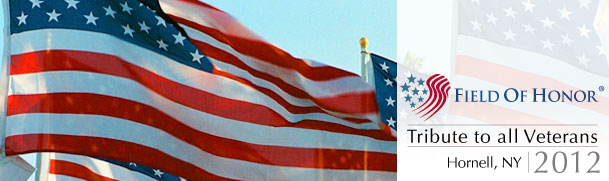 FIELD OF HONOR®
Tribute to all Veterans
Hornell, NY | 2012